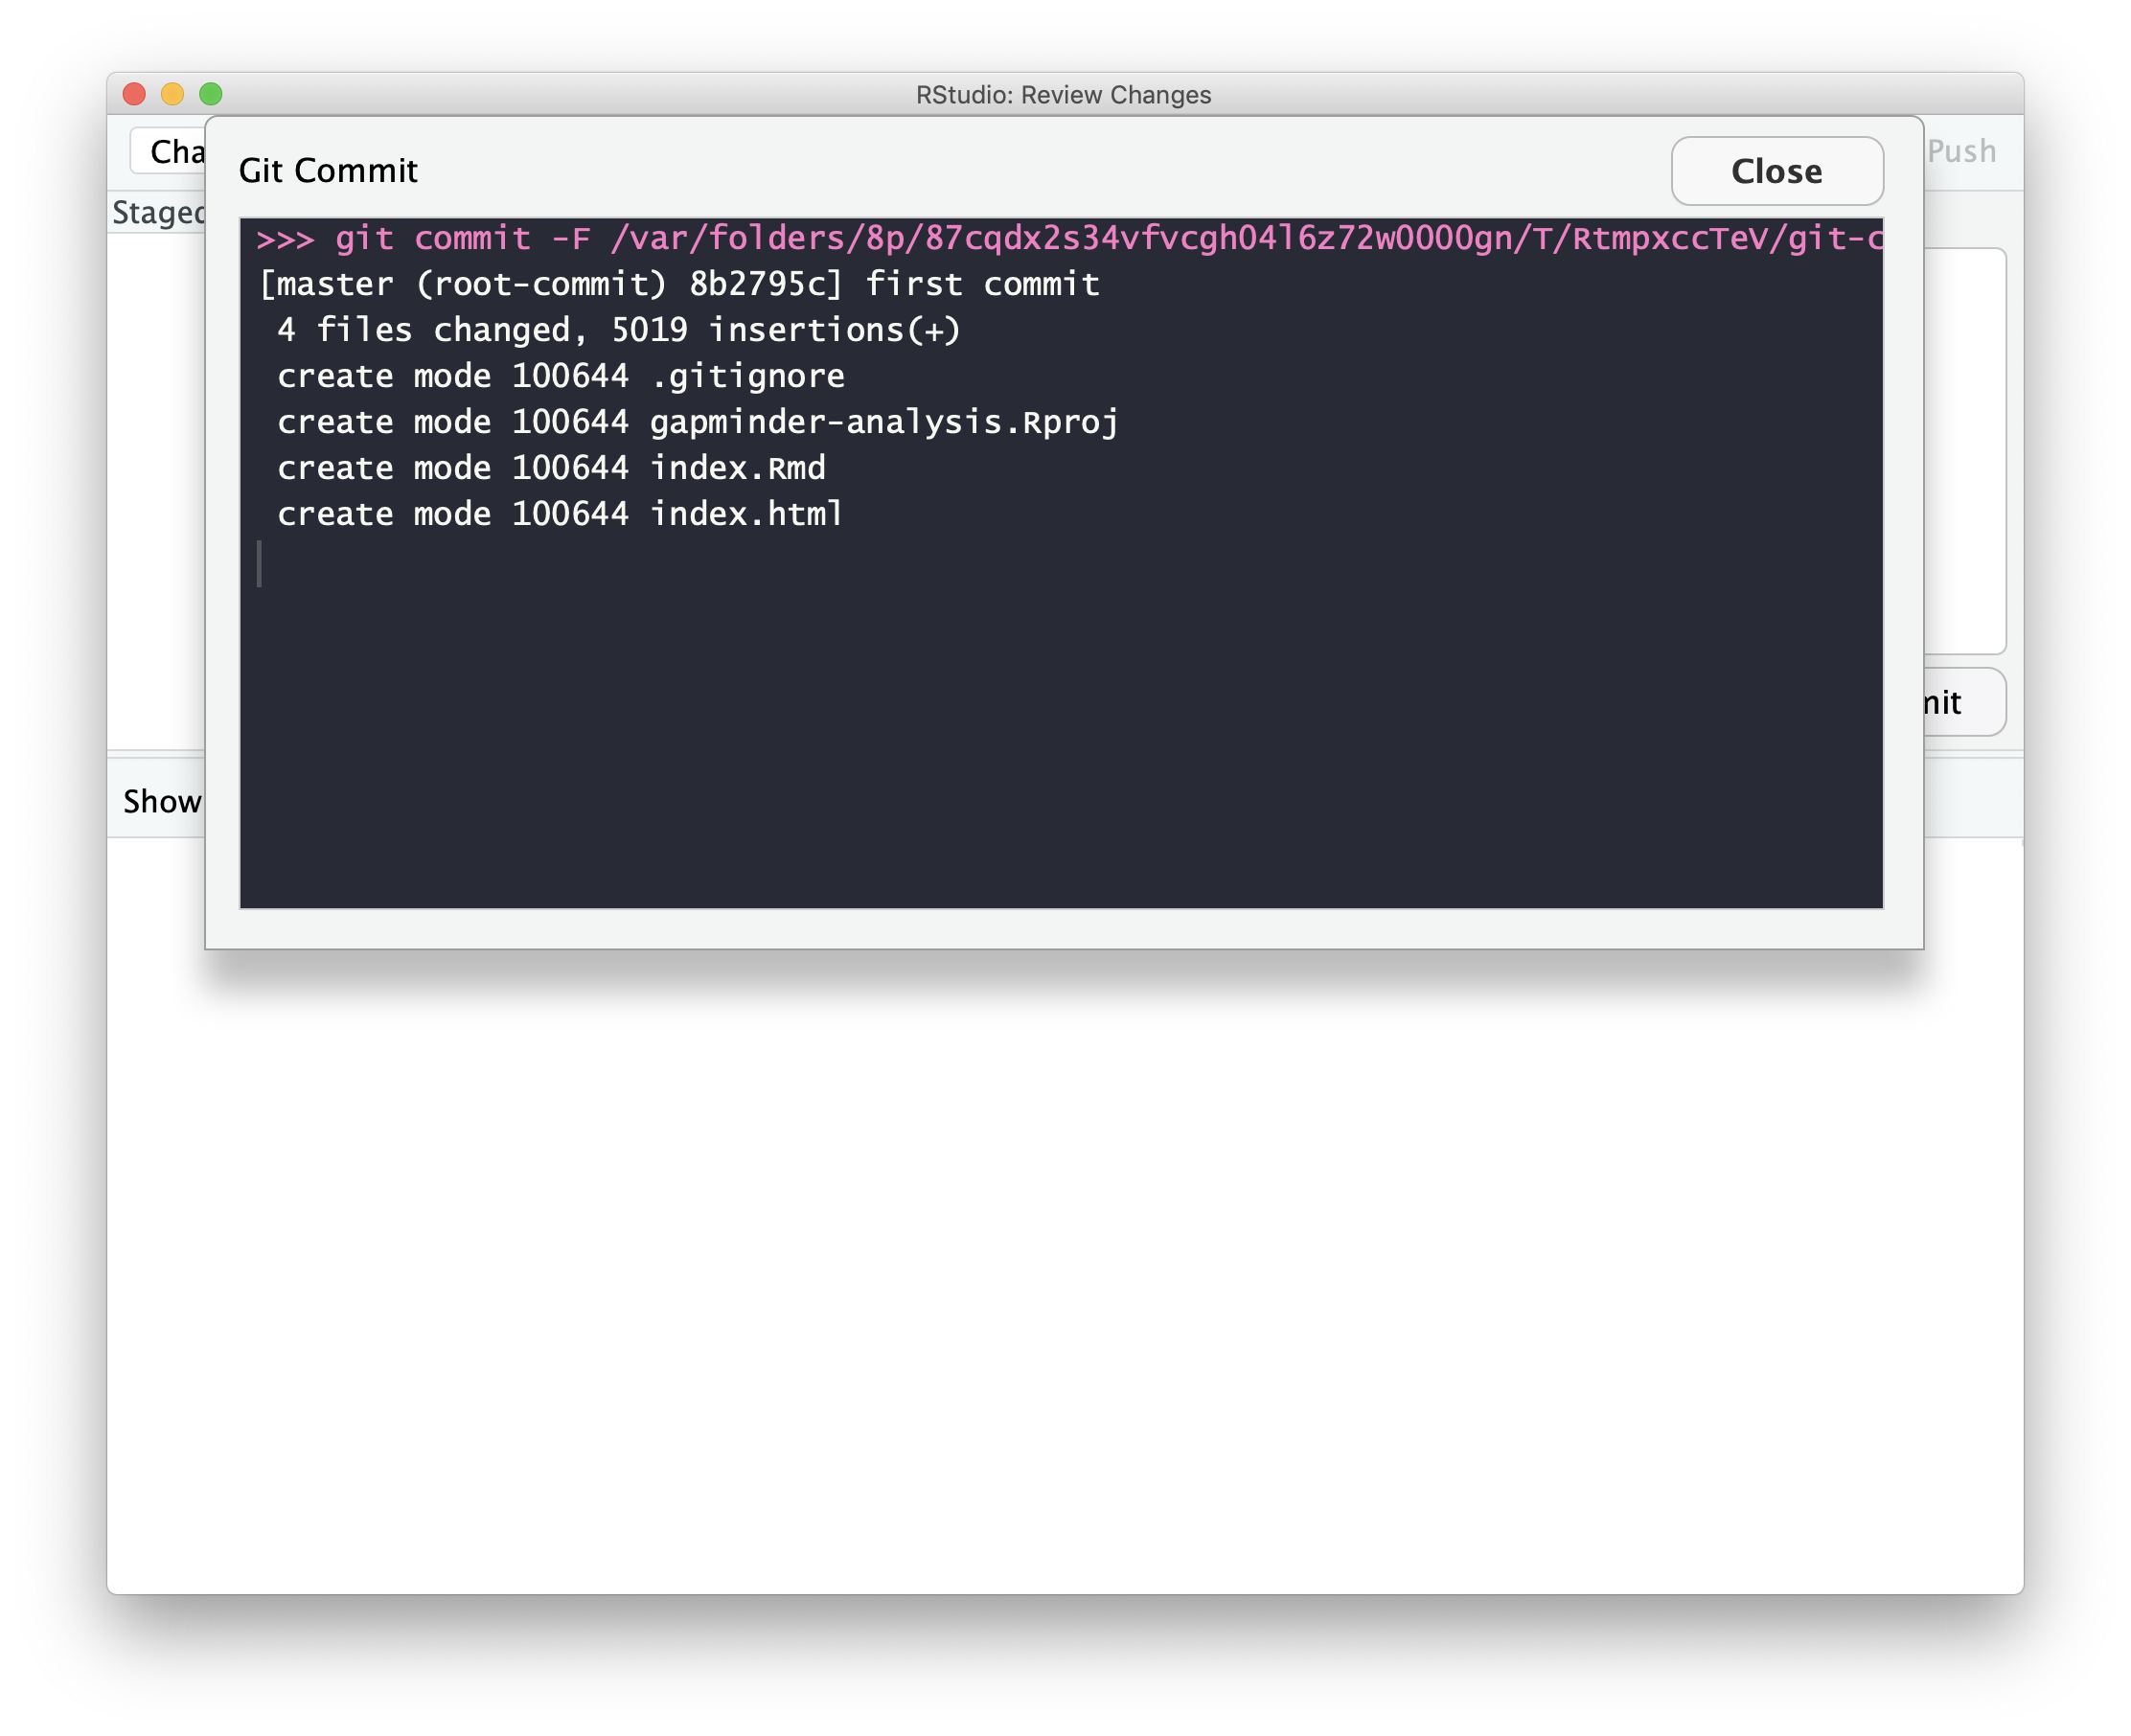 RStudio: Review Changes
Push
Git Commit
Close
>>> git commit -F /var/folders/8p/87cqdx2s34vfvcgh04l6z72w0000gn/T/RtmpxccTeV/git-c
[master (root-commit) 8b2795c] first commit
4 files changed, 5019 insertions(+)
create mode 100644 .gitignore
create mode 100644 gapminder-analysis.Rproj
create mode 100644 index.Rmd
create mode 100644 index.html
Cha
Staged
Show
mit